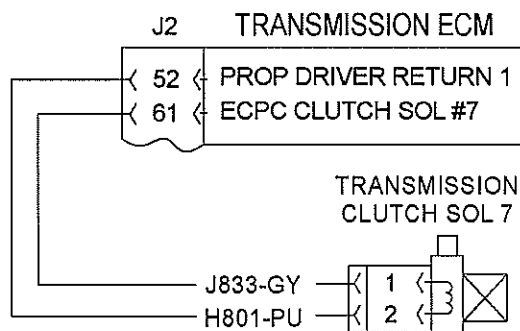 J2 TRANSMISSION ECM
52 PROP DRIVER RETURN 1
61 ECPC CLUTCH SOL #7
TRANSMISSION
CLUTCH SOL 7
J833-GY 1
H801-PU 2